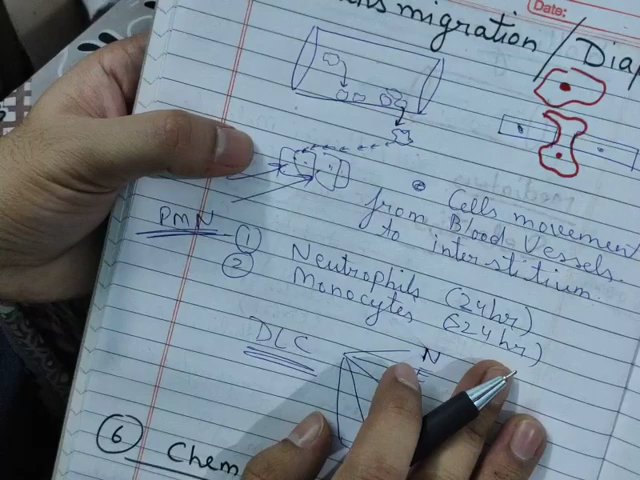 Date:
Transmigration / Diap
• Cells movement
from Blood Vessels
to interstitium.
PMN
① Neutrophils (24hr)
② Monocytes (>24hr)
DLC
N
E
⑥ Chem